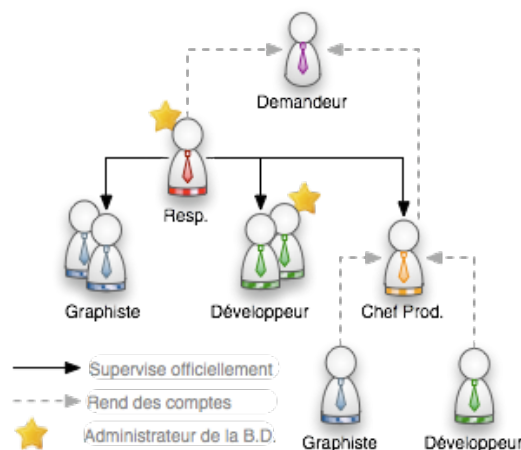 Demandeur
Resp.
Graphiste
Développeur
Chef Prod.
Supervise officiellement
Rend des comptes
Administrateur de la B.D.
Graphiste
Développeur